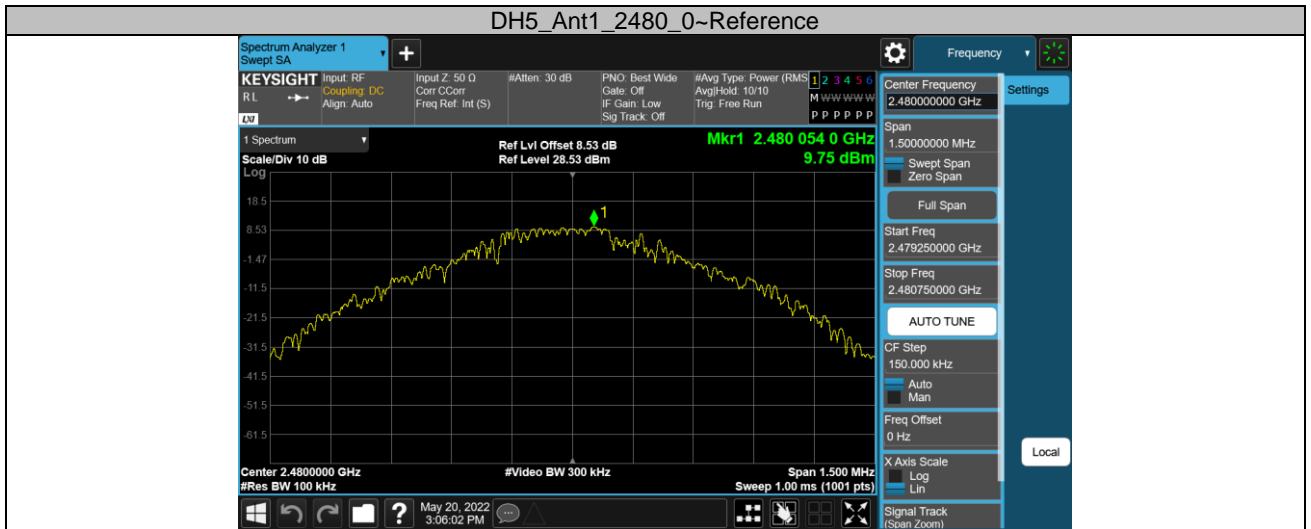 DH5_Ant1_2480_0~Reference
Spectrum Analyzer 1
Swept SA
Frequency
KEYSIGHT
RL
LXI
Input: RF
Coupling: DC
Align: Auto
Input Z: 50 Ω
Corr CCorr
Freq Ref: Int (S)
#Atten: 30 dB
PNO: Best Wide
Gate: Off
IF Gain: Low
Sig Track: Off
#Avg Type: Power (RMS
Avg|Hold: 10/10
Trig: Free Run
1 2 3 4 5 6
M W W W W W
P P P P P P
1 Spectrum
Scale/Div 10 dB
Log
Ref Lvl Offset 8.53 dB
Ref Level 28.53 dBm
Mkr1 2.480 054 0 GHz
9.75 dBm
1
18.5
8.53
-1.47
-11.5
-21.5
-31.5
-41.5
-51.5
-61.5
Center 2.4800000 GHz
#Res BW 100 kHz
#Video BW 300 kHz
Span 1.500 MHz
Sweep 1.00 ms (1001 pts)
Center Frequency
2.480000000 GHz
Settings
Span
1.50000000 MHz
Swept Span
Zero Span
Full Span
Start Freq
2.479250000 GHz
Stop Freq
2.480750000 GHz
AUTO TUNE
CF Step
150.000 kHz
Auto
Man
Freq Offset
0 Hz
X Axis Scale
Log
Lin
Local
Signal Track
(Span Zoom)
?
May 20, 2022
3:06:02 PM